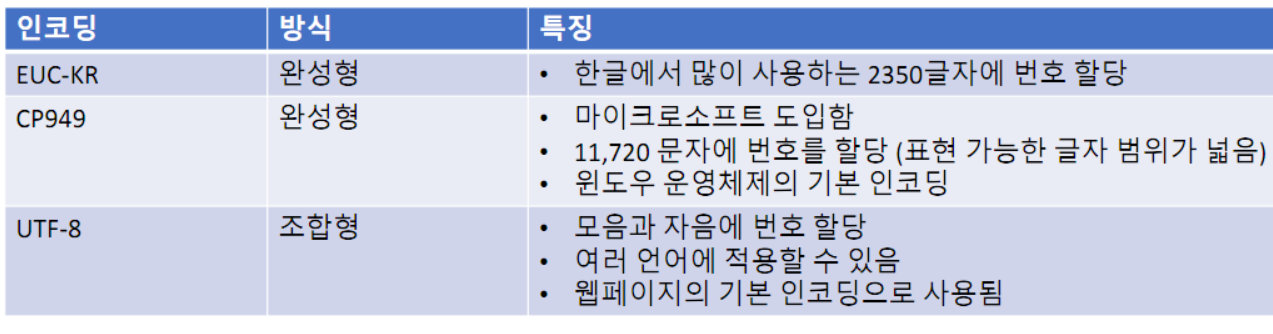 인코딩 방식 특징
EUC-KR 완성형 • 한글에서 많이 사용하는 2350글자에 번호 할당
CP949 완성형 • 마이크로소프트 도입함
• 11,720 문자에 번호를 할당 (표현 가능한 글자 범위가 넓음)
• 윈도우 운영체제의 기본 인코딩
UTF-8 조합형 • 모음과 자음에 번호 할당
• 여러 언어에 적용할 수 있음
• 웹페이지의 기본 인코딩으로 사용됨